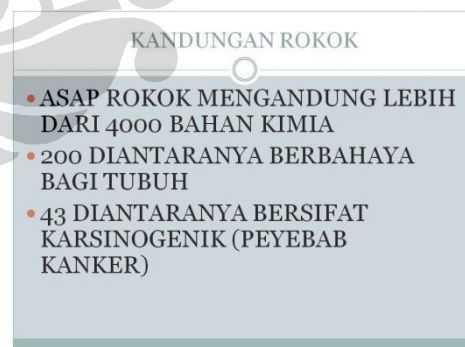 KANDUNGAN ROKOK
• ASAP ROKOK MENGANDUNG LEBIH
DARI 4000 BAHAN KIMIA
• 200 DIANTARANYA BERBAHAYA
BAGI TUBUH
• 43 DIANTARANYA BERSIFAT
KARSINOGENIK (PEYEBAB
KANKER)